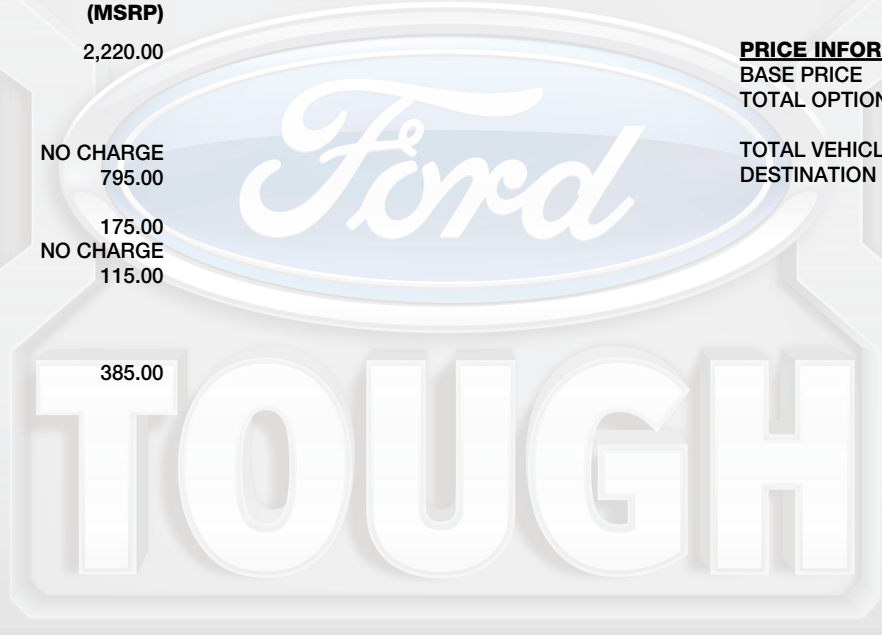 (MSRP)
2,220.00
NO CHARGE
795.00
175.00
NO CHARGE
115.00
385.00
PRICE INFOR
BASE PRICE
TOTAL OPTION
TOTAL VEHICL
DESTINATION
Ford
TOUGH